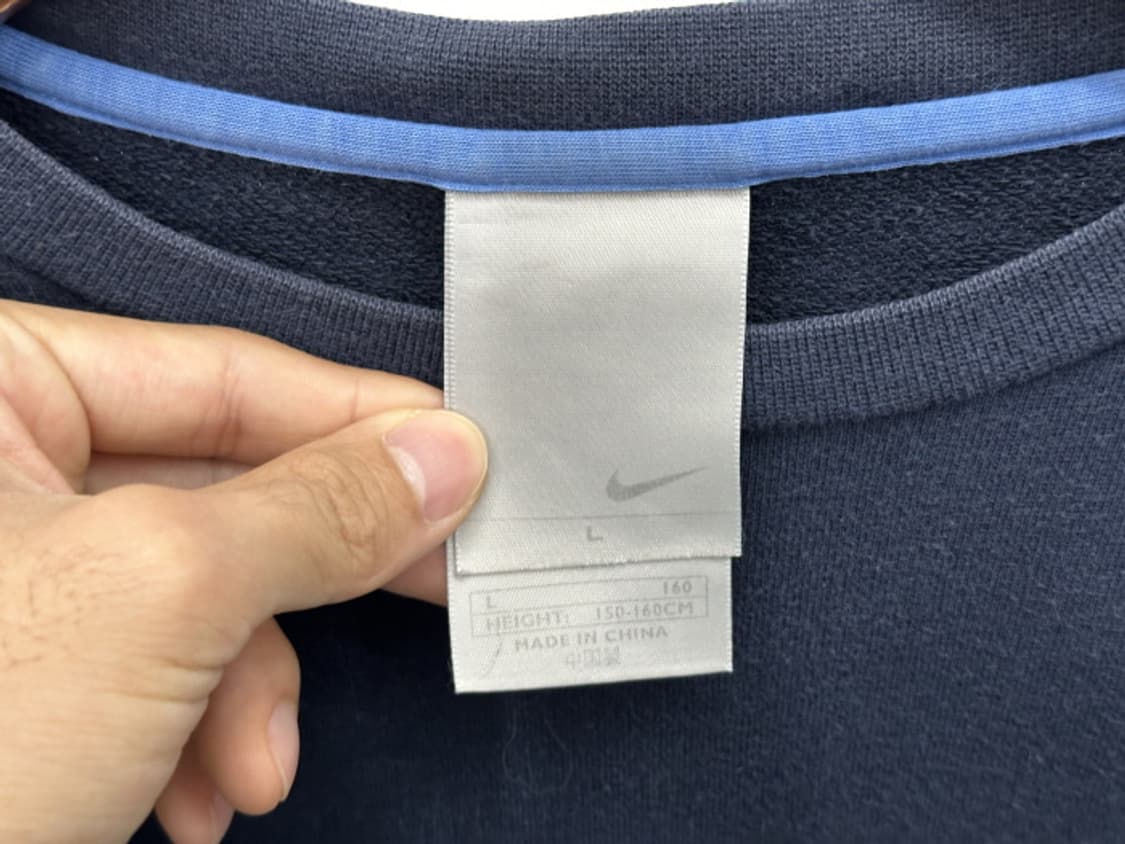 L
L 160
HEIGHT: 150-160CM
MADE IN CHINA
中国製